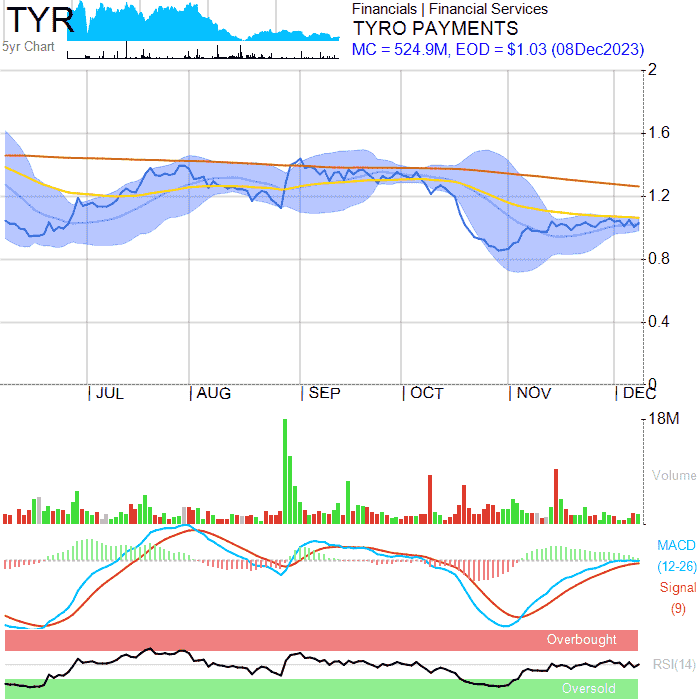 TYR
5yr Chart
Financials | Financial Services
TYRO PAYMENTS
MC = 524.9M, EOD = $1.03 (08Dec2023)
2
1.6
1.2
0.8
0.4
0
JUL AUG SEP OCT NOV DEC
18M
Volume
MACD
(12-26)
Signal
(9)
Overbought
RSI(14)
Oversold